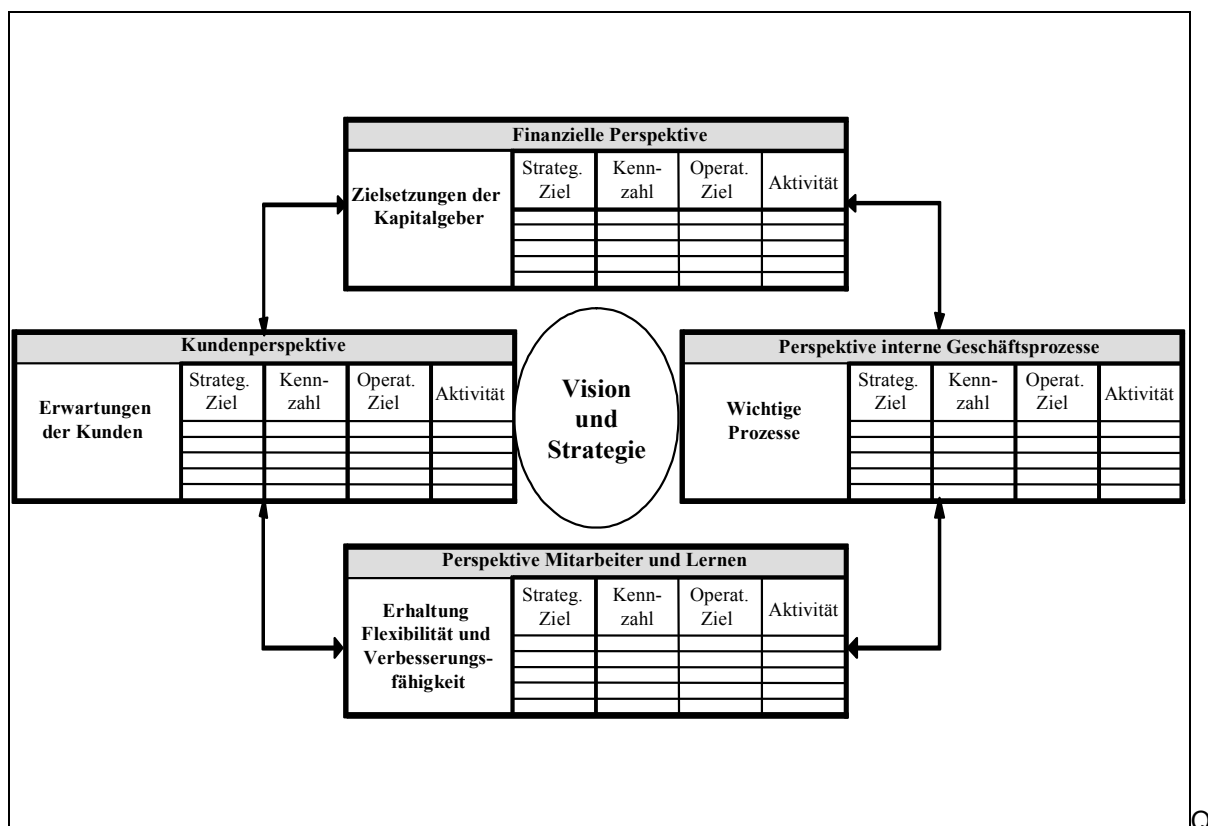 Finanzielle Perspektive
Zielsetzungen der
Kapitalgeber
Strateg.
Ziel
Kenn-
zahl
Operat.
Ziel
Aktivität
Kundenperspektive
Erwartungen
der Kunden
Strateg.
Ziel
Kenn-
zahl
Operat.
Ziel
Aktivität
Vision
und
Strategie
Perspektive interne Geschäftsprozesse
Wichtige
Prozesse
Strateg.
Ziel
Kenn-
zahl
Operat.
Ziel
Aktivität
Perspektive Mitarbeiter und Lernen
Erhaltung
Flexibilität und
Verbesserungs-
fähigkeit
Strateg.
Ziel
Kenn-
zahl
Operat.
Ziel
Aktivität